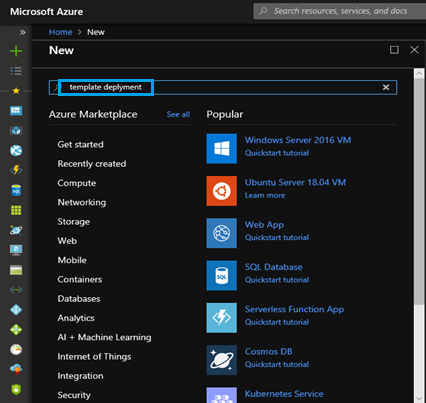 Microsoft Azure
Search resources, services, and docs
Home > New
New
template deplyment
Azure Marketplace See all
Popular
Get started
Recently created
Compute
Networking
Storage
Web
Mobile
Containers
Databases
Analytics
AI + Machine Learning
Internet of Things
Integration
Security
Windows Server 2016 VM
Quickstart tutorial
Ubuntu Server 18.04 VM
Learn more
Web App
Quickstart tutorial
SQL Database
Quickstart tutorial
Serverless Function App
Quickstart tutorial
Cosmos DB
Quickstart tutorial
Kubernetes Service